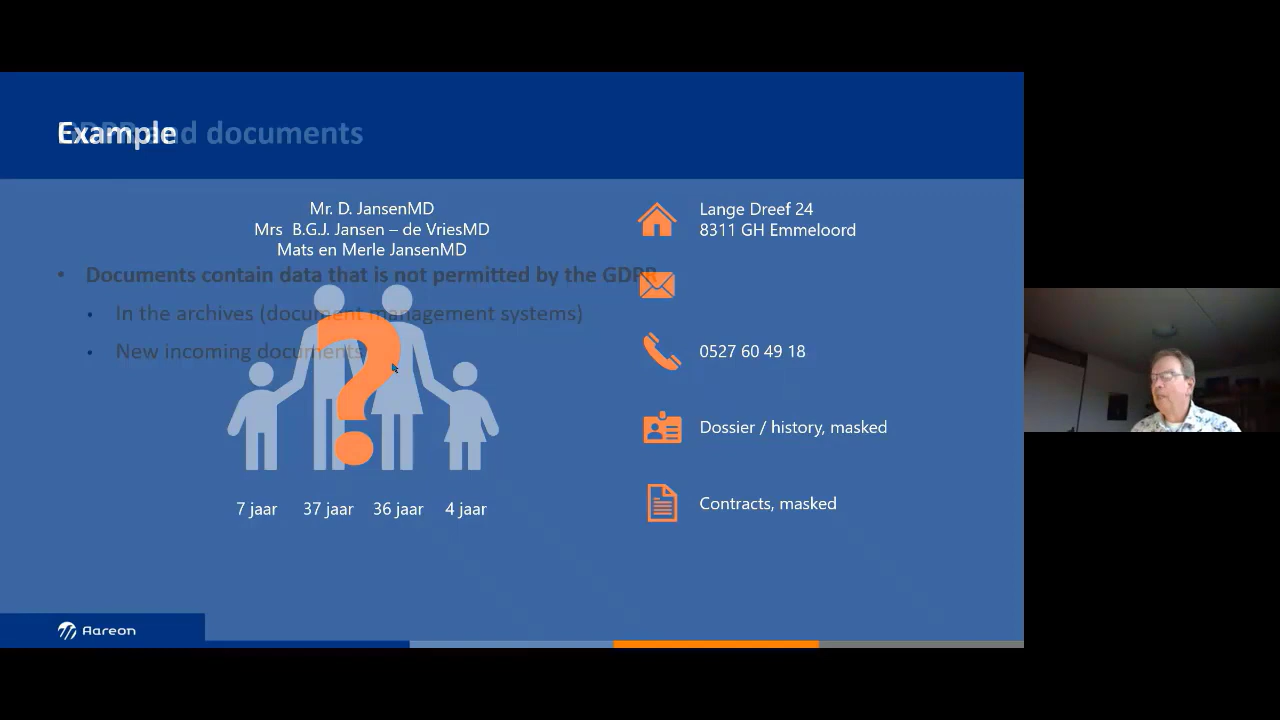 Example
GDPR and documents
Mr. D. JansenMD
Mrs B.G.J. Jansen – de VriesMD
Mats en Merle JansenMD
Lange Dreef 24
8311 GH Emmeloord
• Documents contain data that is not permitted by the GDPR
• In the archives (document management systems)
• New incoming documents
0527 60 49 18
?
Dossier / history, masked
Contracts, masked
7 jaar 37 jaar 36 jaar 4 jaar
Aareon